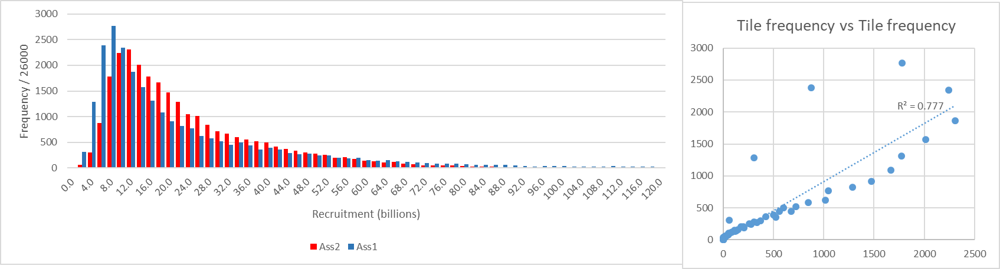 3000
2500
2000
1500
1000
500
0
Frequency / 26000
0.0 4.0 8.0 12.0 16.0 20.0 24.0 28.0 32.0 36.0 40.0 44.0 48.0 52.0 56.0 60.0 64.0 68.0 72.0 76.0 80.0 84.0 88.0 92.0 96.0 100.0 104.0 108.0 112.0 116.0 120.0
Recruitment (billions)
Ass2 Ass1
Tile frequency vs Tile frequency
3000
2500
2000
1500
1000
500
0
R² = 0.777
0 500 1000 1500 2000 2500